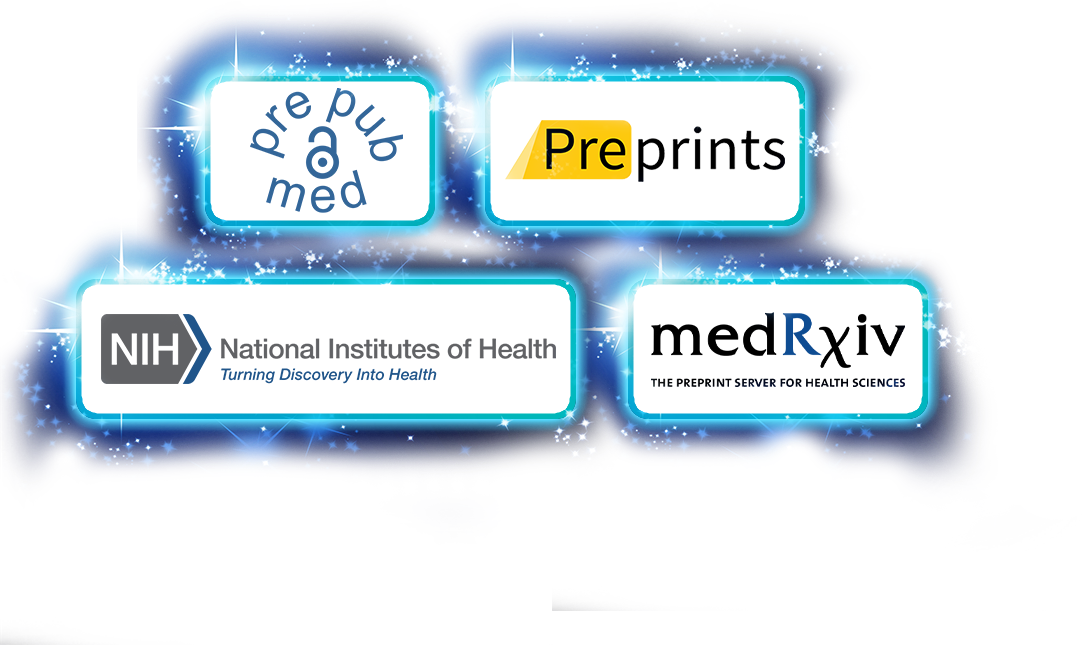 pre pub
med
Preprints
NIH
National Institutes of Health
Turning Discovery Into Health
medRχiv
THE PREPRINT SERVER FOR HEALTH SCIENCES